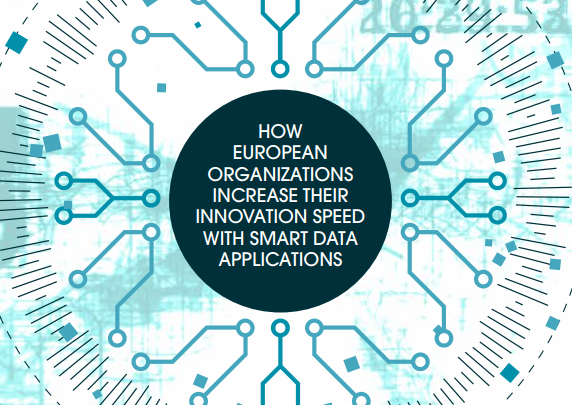 HOW
EUROPEAN
ORGANIZATIONS
INCREASE THEIR
INNOVATION SPEED
WITH SMART DATA
APPLICATIONS